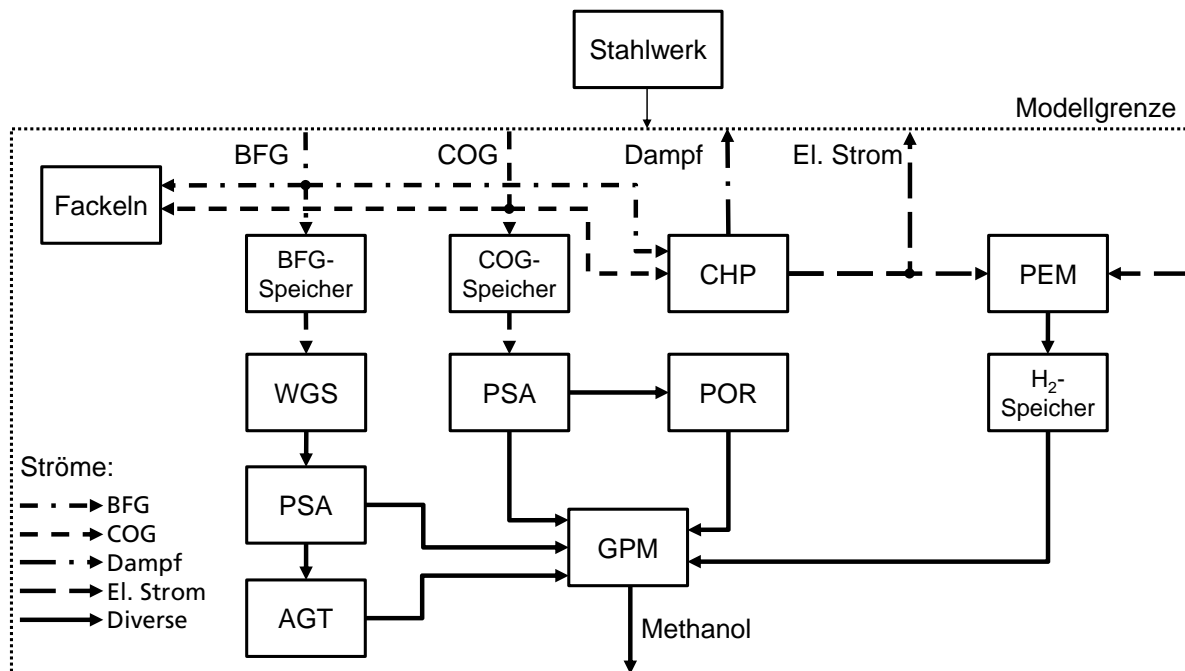 Stahlwerk
Modellgrenze
BFG
COG
Dampf
El. Strom
Fackeln
BFG-
Speicher
COG-
Speicher
CHP
PEM
WGS
PSA
POR
H₂-
Speicher
Ströme:
BFG
COG
Dampf
El. Strom
Diverse
PSA
GPM
AGT
Methanol